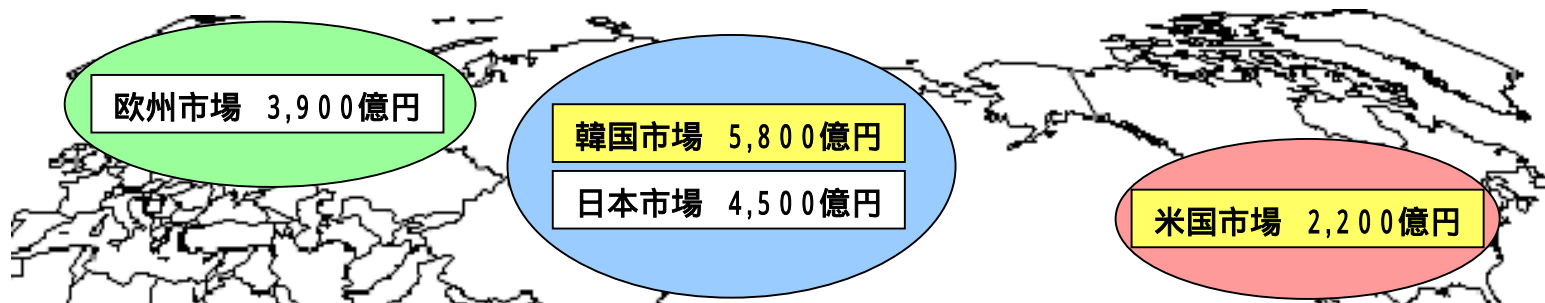 欧州市場 3,900億円
韓国市場 5,800億円
日本市場 4,500億円
米国市場 2,200億円